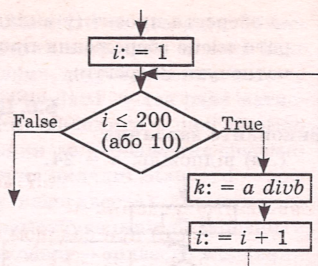 i: = 1
i ≤ 200
(або 10)
False
True
k: = a divb
i: = i + 1